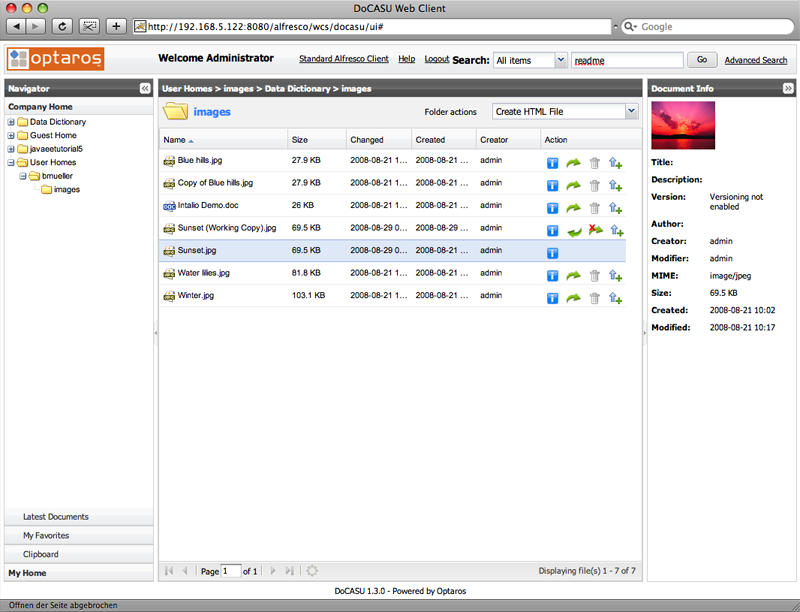 DoCASU Web Client
http://192.168.5.122:8080/alfresco/wcs/docasu/ui#
Google
optaros
Welcome Administrator
Standard Alfresco Client
Help
Logout
Search:
All items
readme
Go
Advanced Search
Navigator
Company Home
Data Dictionary
Guest Home
javaeetutorial5
User Homes
bmueller
images
Latest Documents
My Favorites
Clipboard
My Home
User Homes > images > Data Dictionary > images
images
Folder actions
Create HTML File
Name Size Changed Created Creator Action
Blue hills.jpg 27.9 KB 2008-08-21 1... 2008-08-21 ... admin
Copy of Blue hills.jpg 27.9 KB 2008-08-21 1... 2008-08-21 ... admin
Intalio Demo.doc 26 KB 2008-08-21 1... 2008-08-21 ... admin
Sunset (Working Copy).jpg 69.5 KB 2008-08-29 0... 2008-08-29 ... admin
Sunset.jpg 69.5 KB 2008-08-29 0... 2008-08-21 ... admin
Water lilies.jpg 81.8 KB 2008-08-21 1... 2008-08-21 ... admin
Winter.jpg 103.1 KB 2008-08-21 1... 2008-08-21 ... admin
Page 1 of 1
Displaying file(s) 1 - 7 of 7
Document Info
Title:
Description:
Version: Versioning not enabled
Author:
Creator: admin
Modifier: admin
MIME: image/jpeg
Size: 69.5 KB
Created: 2008-08-21 10:02
Modified: 2008-08-21 10:17
DoCASU 1.3.0 - Powered by Optaros
Öffnen der Seite abgebrochen